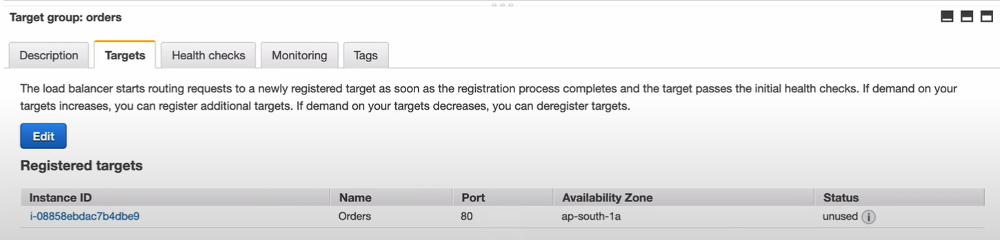 Target group: orders
Description Targets Health checks Monitoring Tags
The load balancer starts routing requests to a newly registered target as soon as the registration process completes and the target passes the initial health checks. If demand on your
targets increases, you can register additional targets. If demand on your targets decreases, you can deregister targets.
Edit
Registered targets
Instance ID Name Port Availability Zone Status
i-08858ebdac7b4dbe9 Orders 80 ap-south-1a unused i